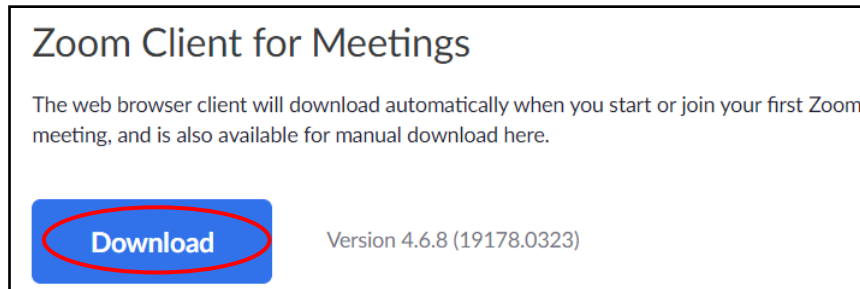 Zoom Client for Meetings
The web browser client will download automatically when you start or join your first Zoom
meeting, and is also available for manual download here.
Download
Version 4.6.8 (19178.0323)